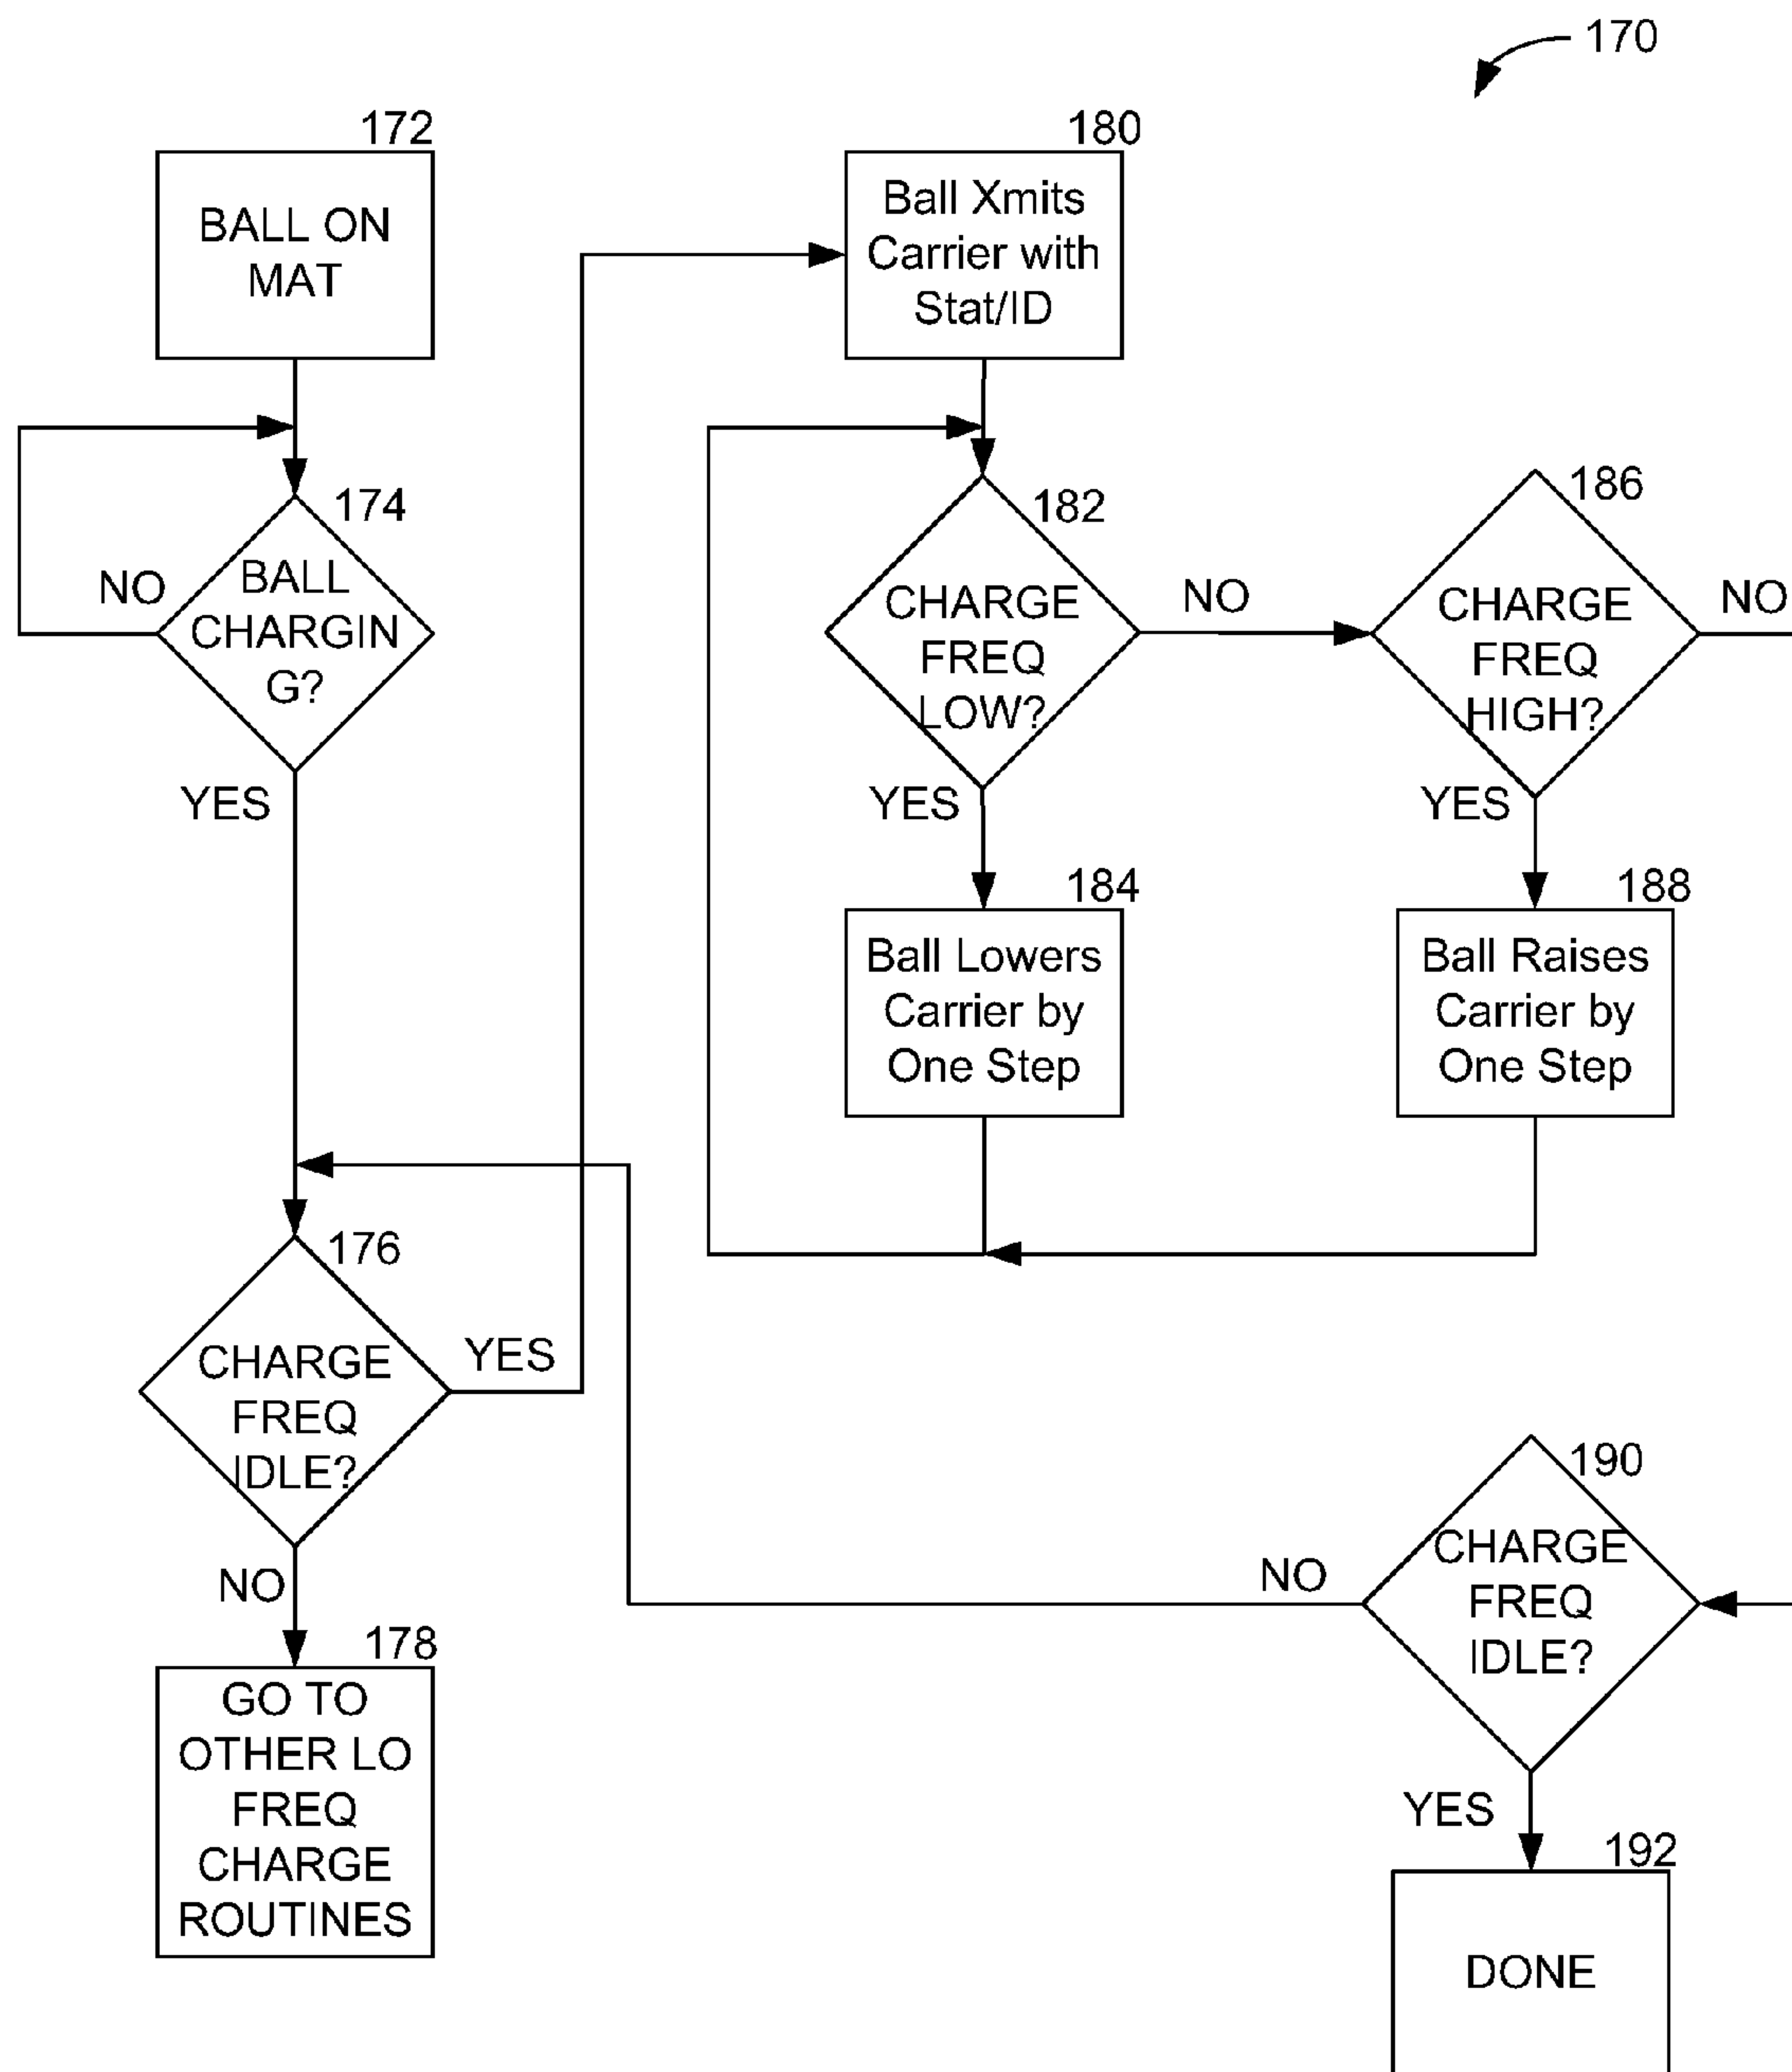 170
172
BALL ON
MAT
174
BALL
CHARGIN
G?
NO
YES
176
CHARGE
FREQ
IDLE?
YES
NO
178
GO TO
OTHER LO
FREQ
CHARGE
ROUTINES
180
Ball Xmits
Carrier with
Stat/ID
182
CHARGE
FREQ
LOW?
NO
YES
184
Ball Lowers
Carrier by
One Step
186
CHARGE
FREQ
HIGH?
NO
YES
188
Ball Raises
Carrier by
One Step
190
CHARGE
FREQ
IDLE?
NO
YES
192
DONE